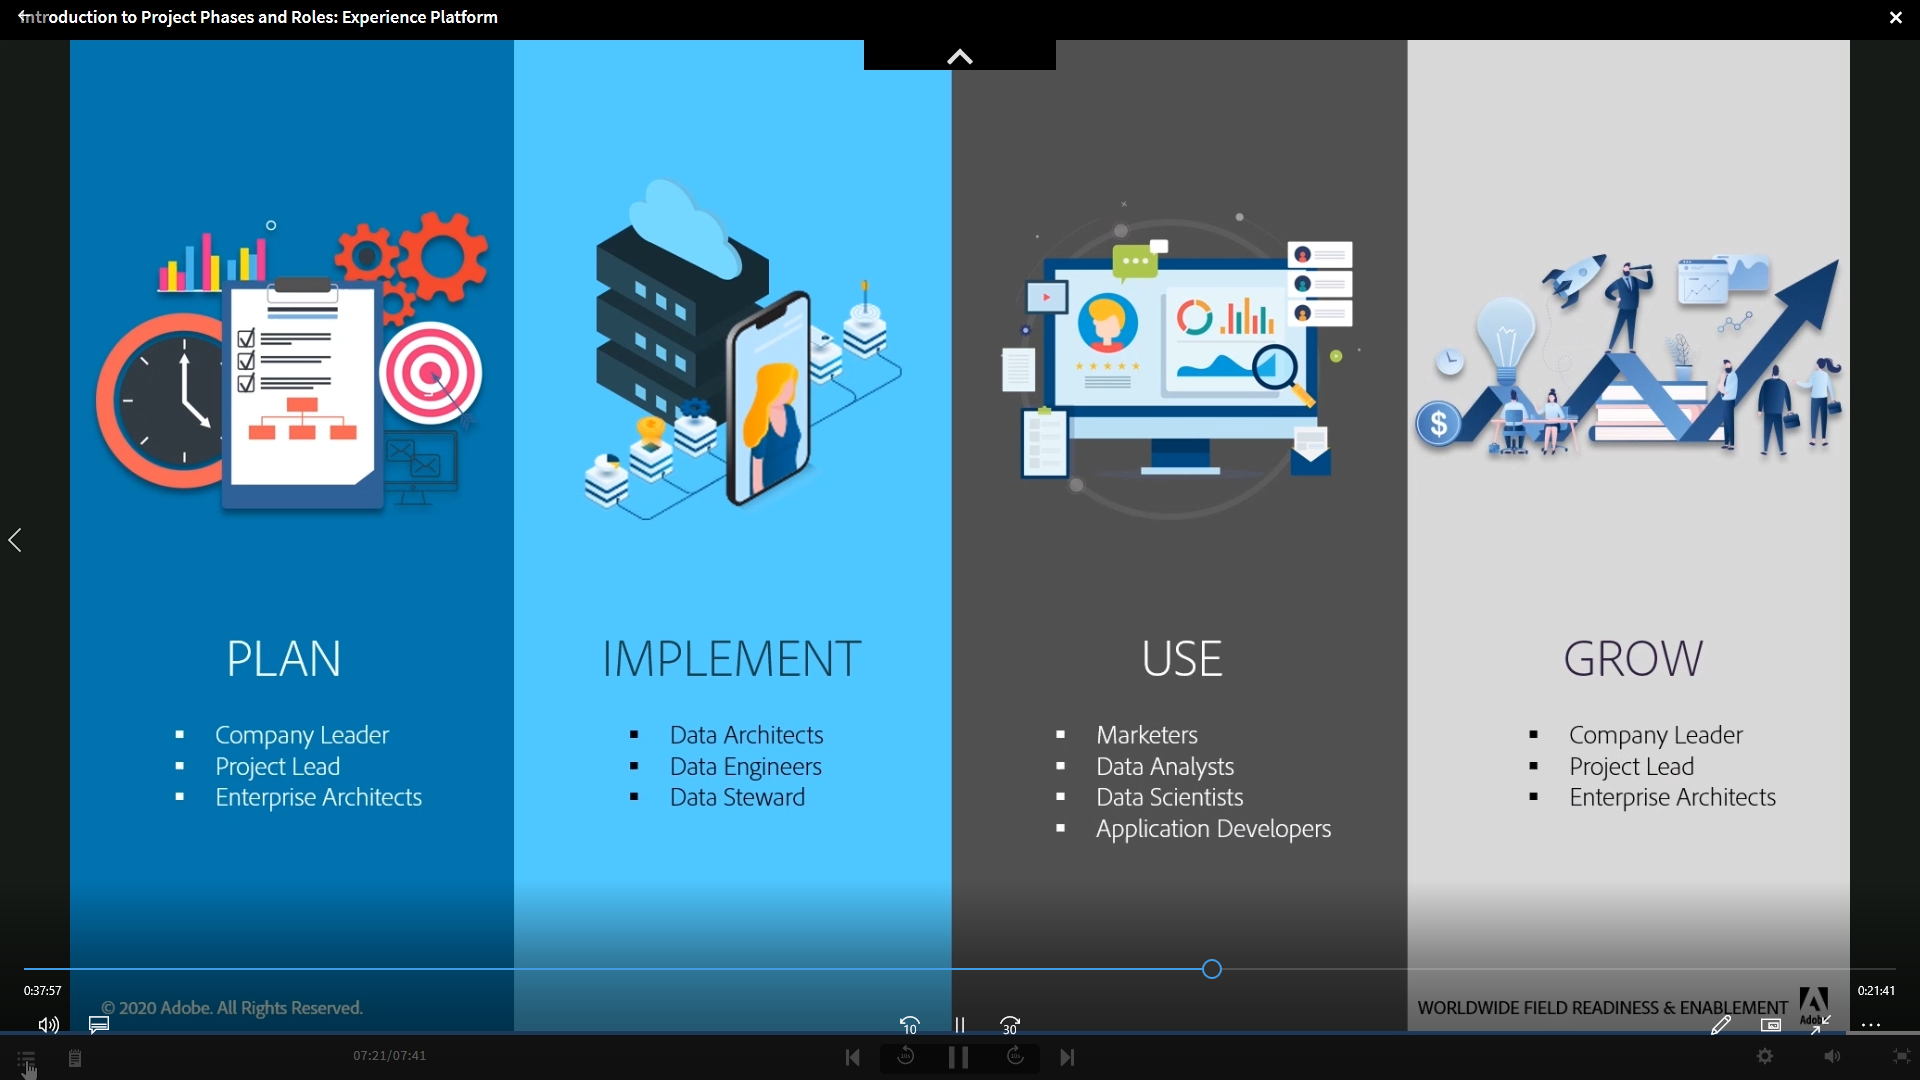 Introduction to Project Phases and Roles: Experience Platform
PLAN
Company Leader
Project Lead
Enterprise Architects
IMPLEMENT
Data Architects
Data Engineers
Data Steward
USE
Marketers
Data Analysts
Data Scientists
Application Developers
GROW
Company Leader
Project Lead
Enterprise Architects
$
0:37:57
0:21:41
© 2020 Adobe. All Rights Reserved.
WORLDWIDE FIELD READINESS & ENABLEMENT
Adobe
10
30
07:21/07:41
10s
10s